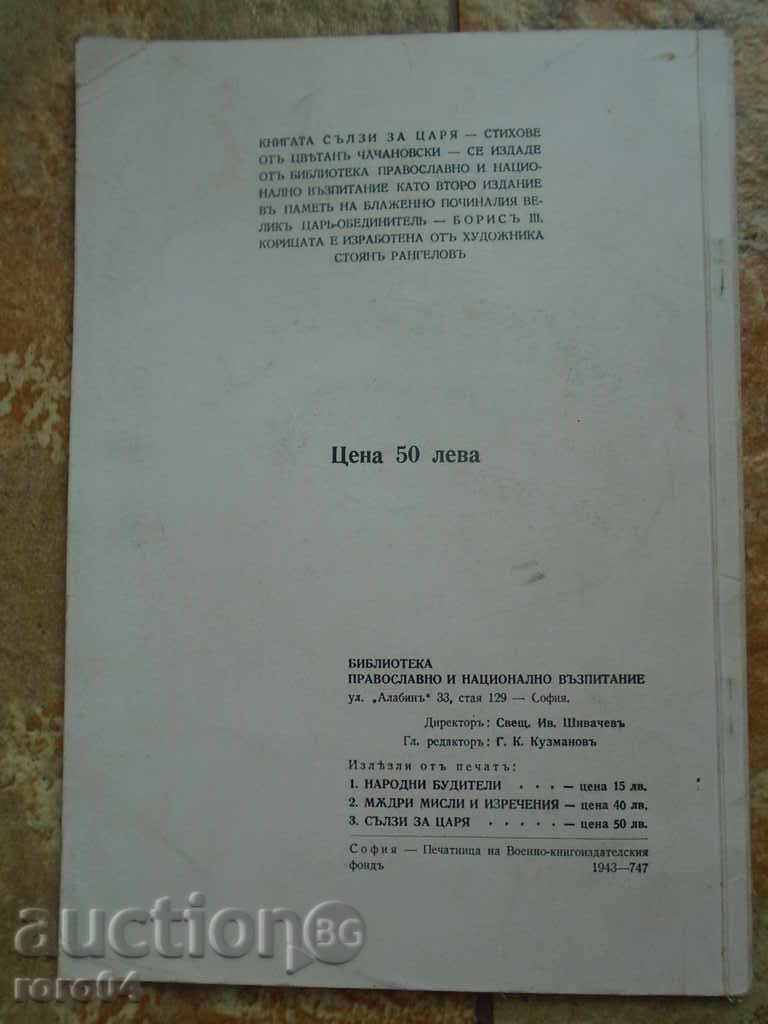 КНИГАТА СЪЛЗИ ЗА ЦАРЯ — СТИХОВЕ
ОТЪ ЦВѢТАНЪ ЧАЧАНОВСКИ — СЕ ИЗДАДЕ
ОТЪ БИБЛИОТЕКА ПРАВОСЛАВНО И НАЦИО-
НАЛНО ВЪЗПИТАНИЕ КАТО ВТОРО ИЗДАНИЕ
ВЪ ПАМЕТЬ НА БЛАЖЕННО ПОЧИНАЛИЯ ВЕ-
ЛИКЪ ЦАРЬ-ОБЕДИНИТЕЛЬ — БОРИСЪ III.
КОРИЦАТА Е ИЗРАБОТЕНА ОТЪ ХУДОЖНИКА
СТОЯНЪ РАНГЕЛОВЪ
Цена 50 лева
БИБЛИОТЕКА
ПРАВОСЛАВНО И НАЦИОНАЛНО ВЪЗПИТАНИЕ
ул. „Алабинъ“ 33, стая 129 — София.
Директоръ: Свещ. Ив. Шивачевъ
Гл. редакторъ: Г. К. Кузмановъ
Излѣзли отъ печатъ:
1. НАРОДНИ БУДИТЕЛИ . . . — цена 15 лв.
2. МѪДРИ МИСЛИ И ИЗРЕЧЕНИЯ — цена 40 лв.
3. СЪЛЗИ ЗА ЦАРЯ . . . . . — цена 50 лв.
София — Печатница на Военно-книгоиздателския
фондъ 1943—747
auction BG
roro04